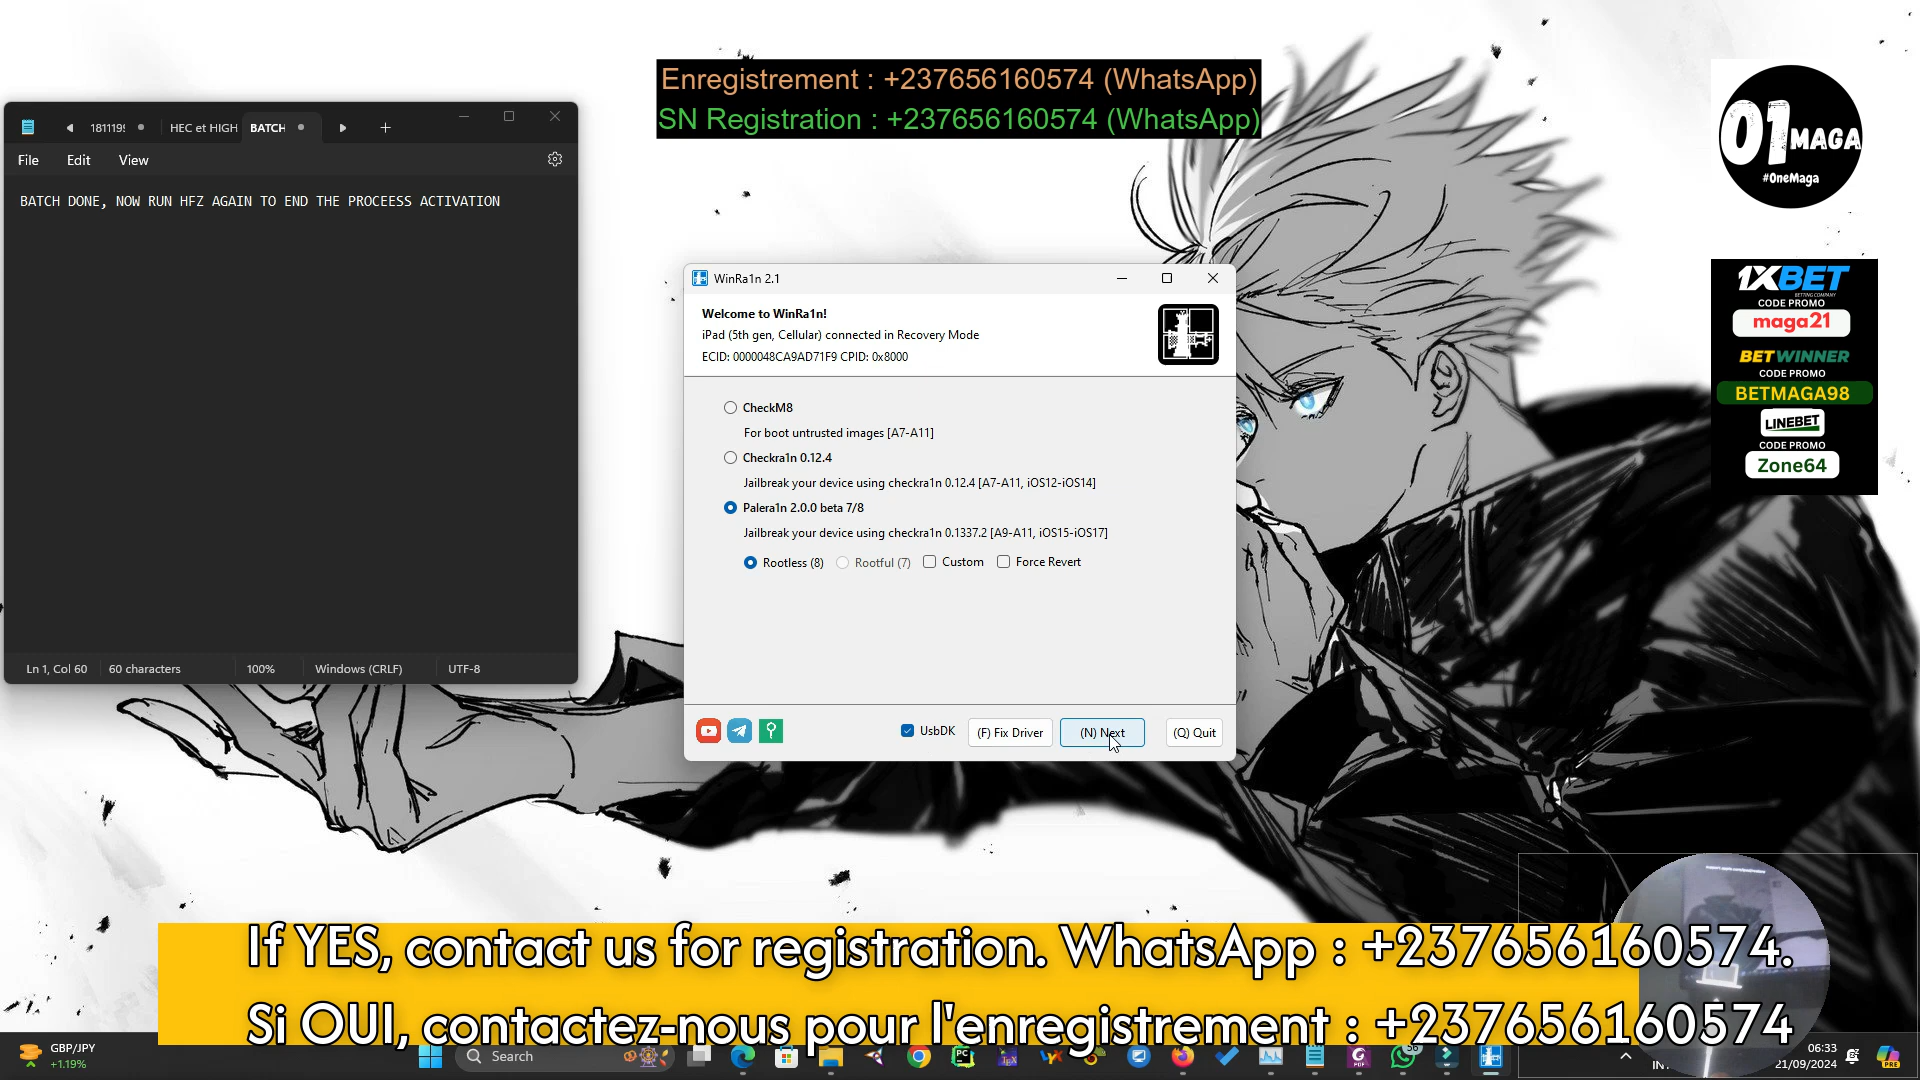 Enregistrement : +237656160574 (WhatsApp)
SN Registration : +237656160574 (WhatsApp)
01MAGA
#OneMaga
HEC et HIGH
BATCH
File Edit View
BATCH DONE, NOW RUN HFZ AGAIN TO END THE PROCEESS ACTIVATION
Ln 1, Col 60 60 characters 100% Windows (CRLF) UTF-8
WinRa1n 2.1
Welcome to WinRa1n!
iPad (5th gen, Cellular) connected in Recovery Mode
ECID: 0000048CA9AD71F9 CPID: 0x8000
CheckM8
For boot untrusted images [A7-A11]
Checkra1n 0.12.4
Jailbreak your device using checkra1n 0.12.4 [A7-A11, iOS12-iOS14]
Palera1n 2.0.0 beta 7/8
Jailbreak your device using checkra1n 0.1337.2 [A9-A11, iOS15-iOS17]
Rootless (8) Rootful (7) Custom Force Revert
UsbDK (F) Fix Driver (N) Next (Q) Quit
1XBET
BETTING COMPANY
CODE PROMO
maga21
BETWINNER
CODE PROMO
BETMAGA98
LINEBET
CODE PROMO
Zone64
If YES, contact us for registration. WhatsApp : +237656160574.
Si OUI, contactez-nous pour l'enregistrement : +237656160574
GBP/JPY
+1.19%
Search
06:33
21/09/2024